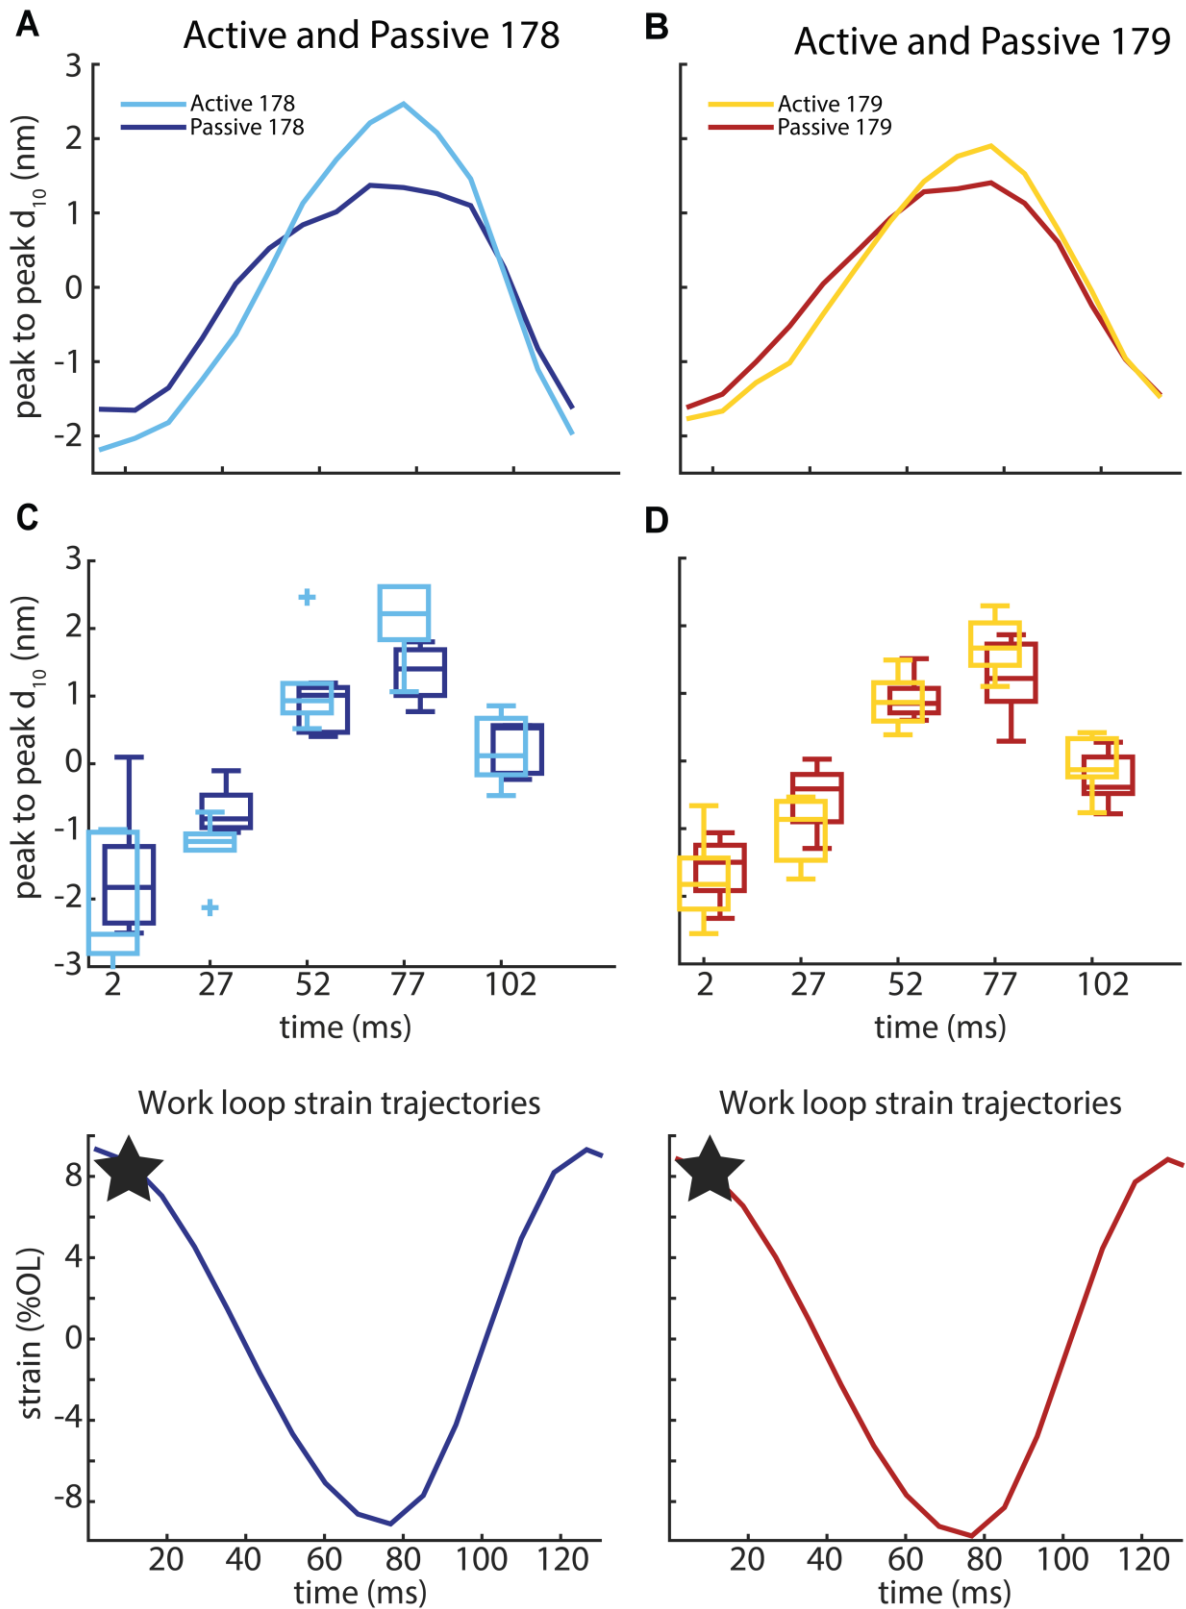 A
Active and Passive 178
B
Active and Passive 179
3
2
1
0
-1
-2
peak to peak d10 (nm)
Active 178
Passive 178
Active 179
Passive 179
C
D
3
2
1
0
-1
-2
-3
peak to peak d10 (nm)
2 27 52 77 102
time (ms)
2 27 52 77 102
time (ms)
Work loop strain trajectories
Work loop strain trajectories
8
4
0
-4
-8
strain (%OL)
20 40 60 80 100 120
time (ms)
20 40 60 80 100 120
time (ms)